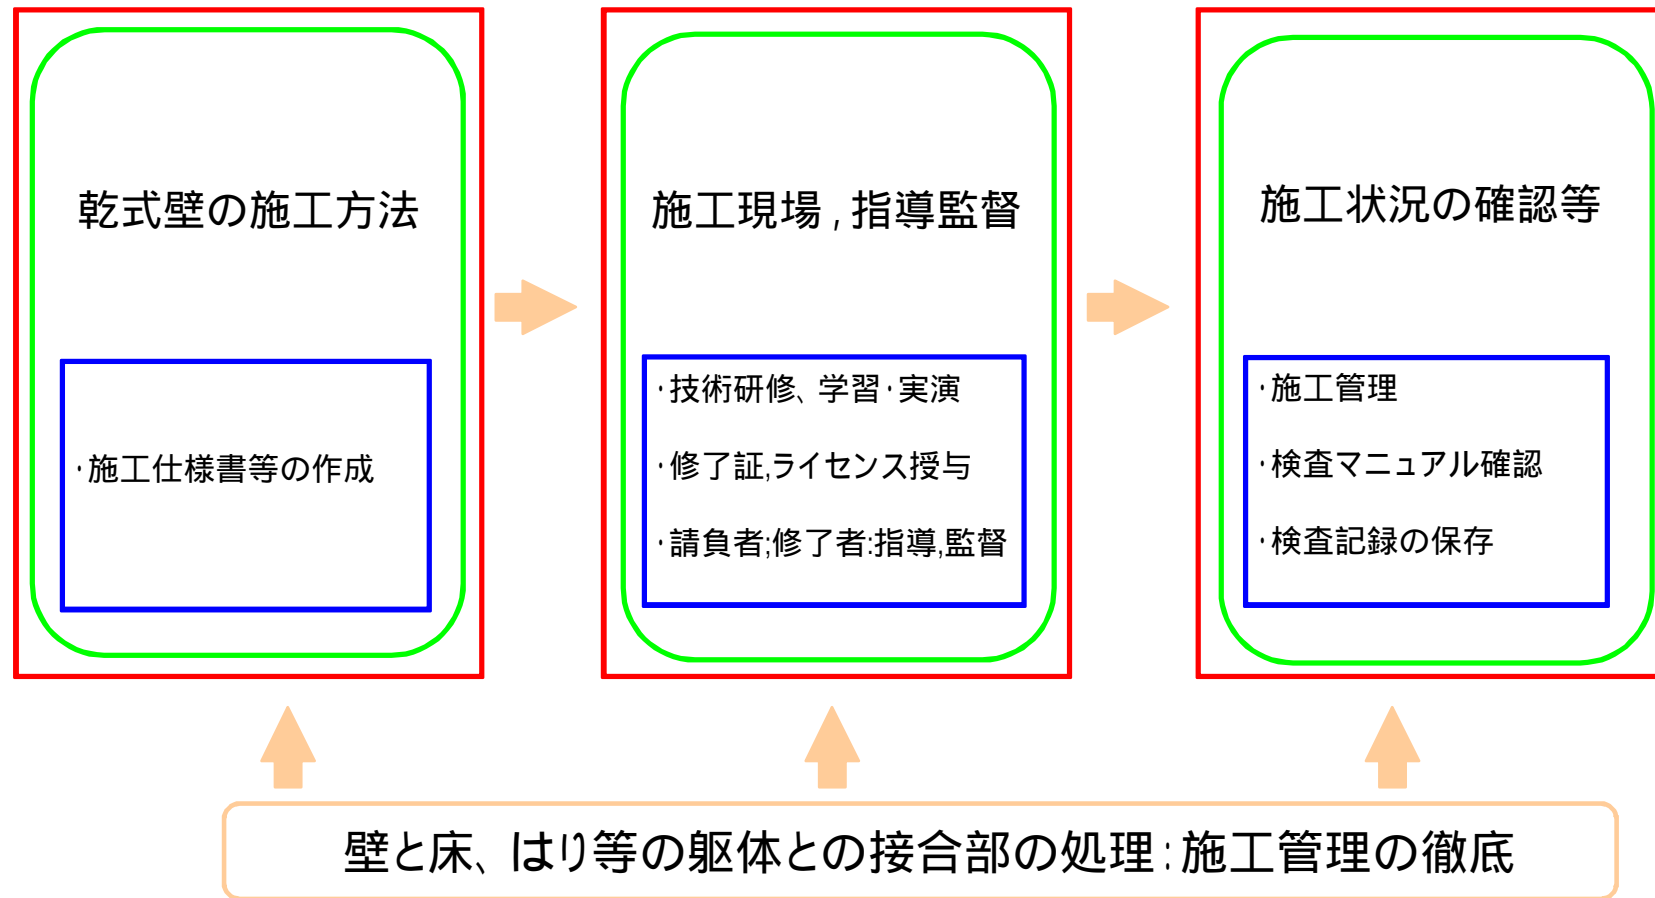 乾式壁の施工方法
・施工仕様書等の作成
施工現場,指導監督
・技術研修、学習・実演
・修了証,ライセンス授与
・請負者;修了者:指導,監督
施工状況の確認等
・施工管理
・検査マニュアル確認
・検査記録の保存
壁と床、はり等の躯体との接合部の処理:施工管理の徹底